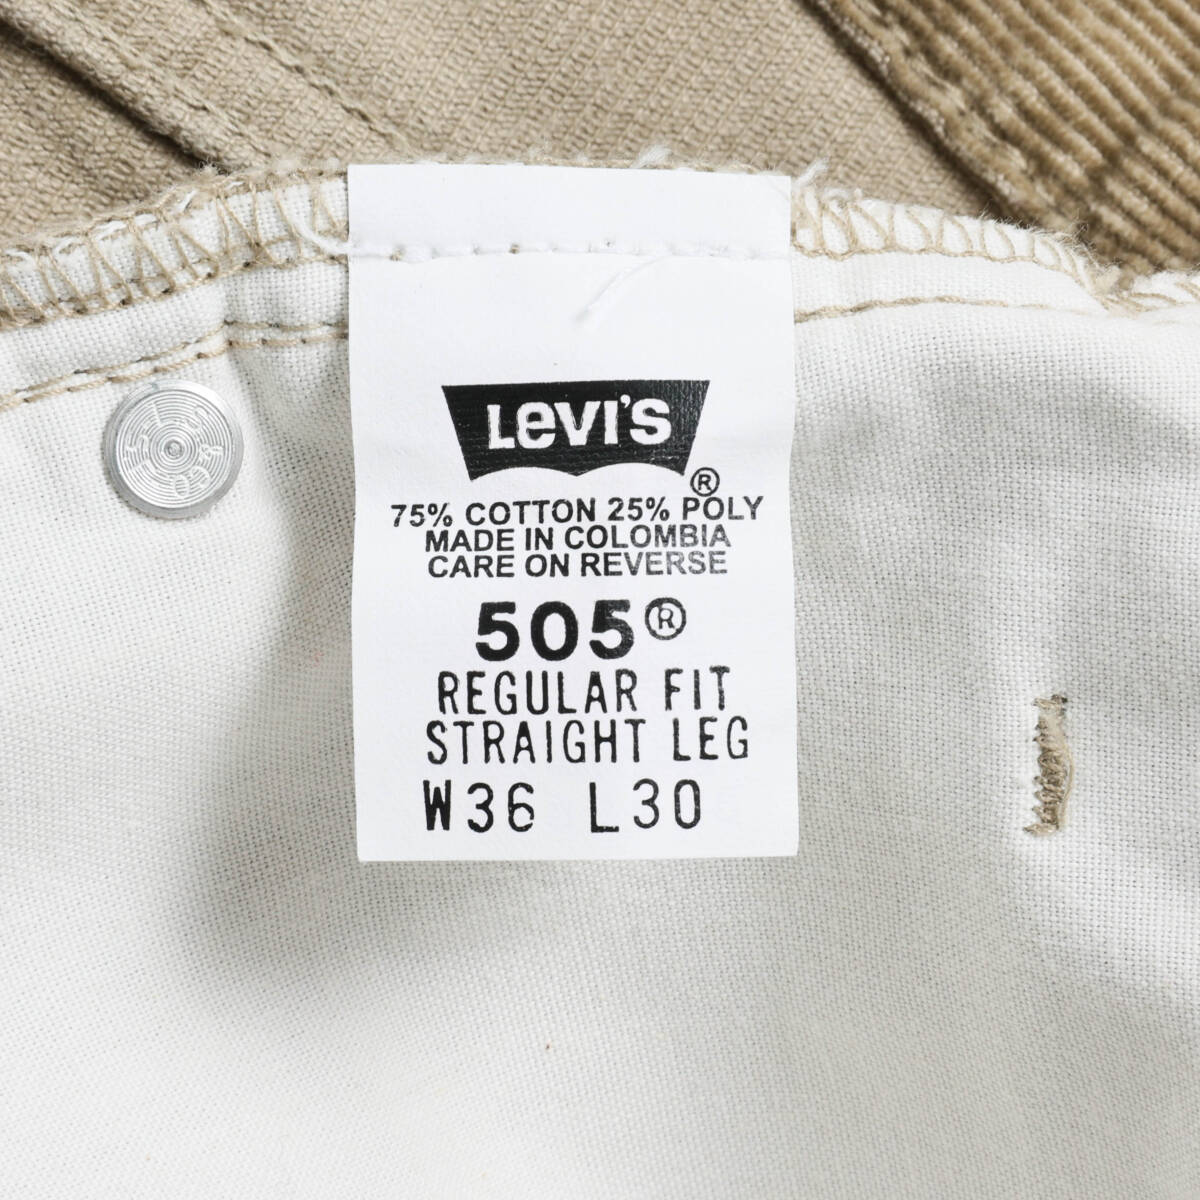 LEVI'S
®
75% COTTON 25% POLY
MADE IN COLOMBIA
CARE ON REVERSE
505®
REGULAR FIT
STRAIGHT LEG
W36 L30